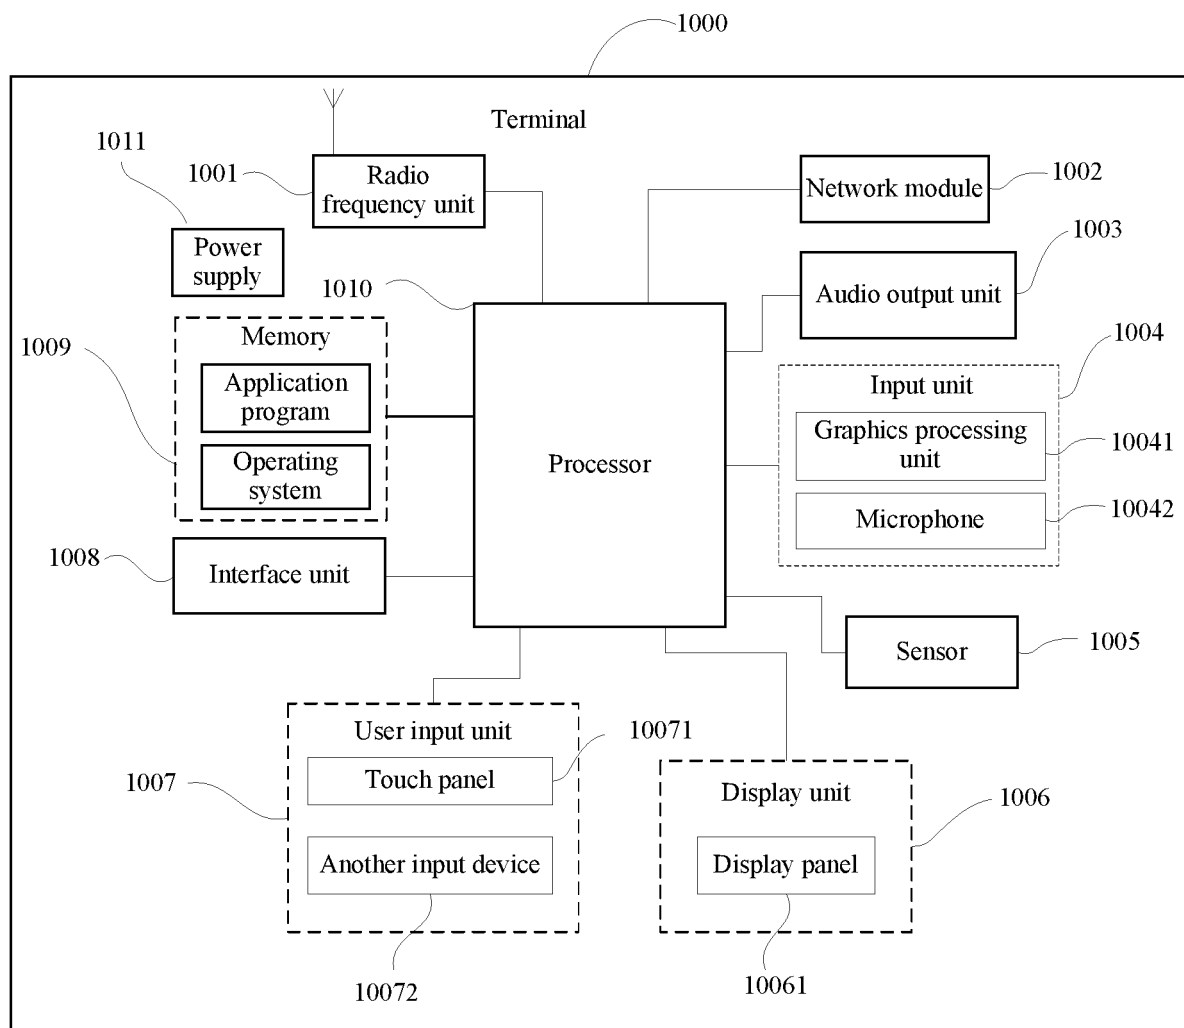 1000
Terminal
1011
1001
Radio
frequency unit
Network module
1002
Power
supply
1003
Audio output unit
1010
1009
Memory
Application
program
Operating
system
Processor
1004
Input unit
Graphics processing
unit
10041
Microphone
10042
1008
Interface unit
Sensor
1005
User input unit
10071
1007
Touch panel
Another input device
10072
Display unit
1006
Display panel
10061